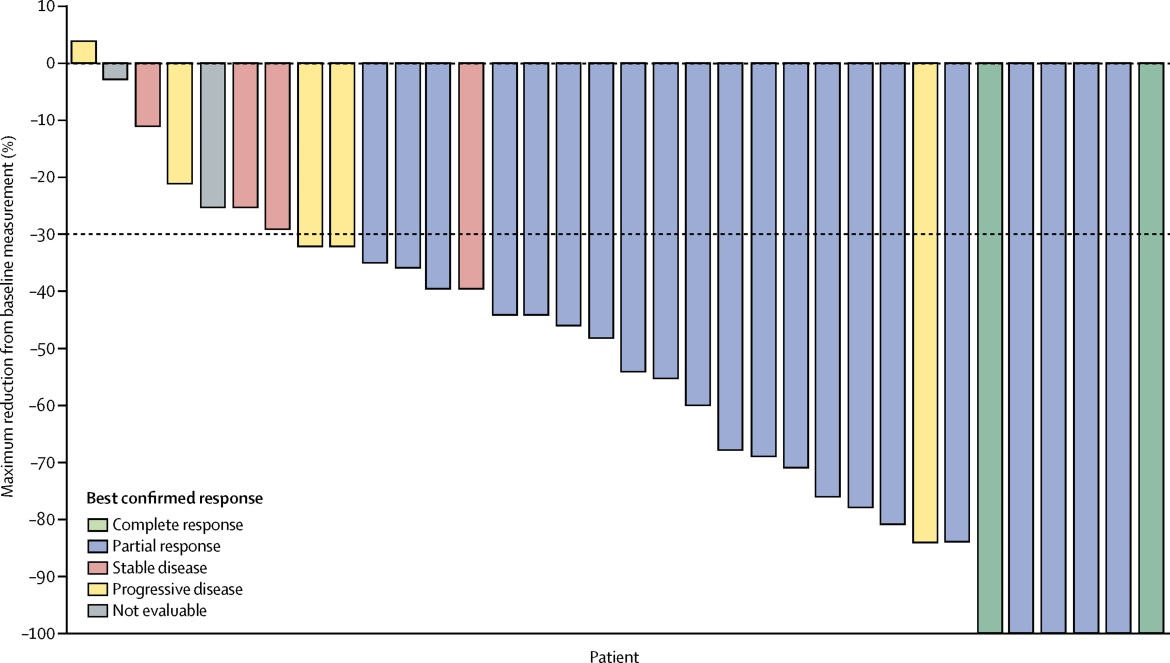 Maximum reduction from baseline measurement (%)
10
0
–10
–20
–30
–40
–50
–60
–70
–80
–90
–100
Best confirmed response
Complete response
Partial response
Stable disease
Progressive disease
Not evaluable
Patient